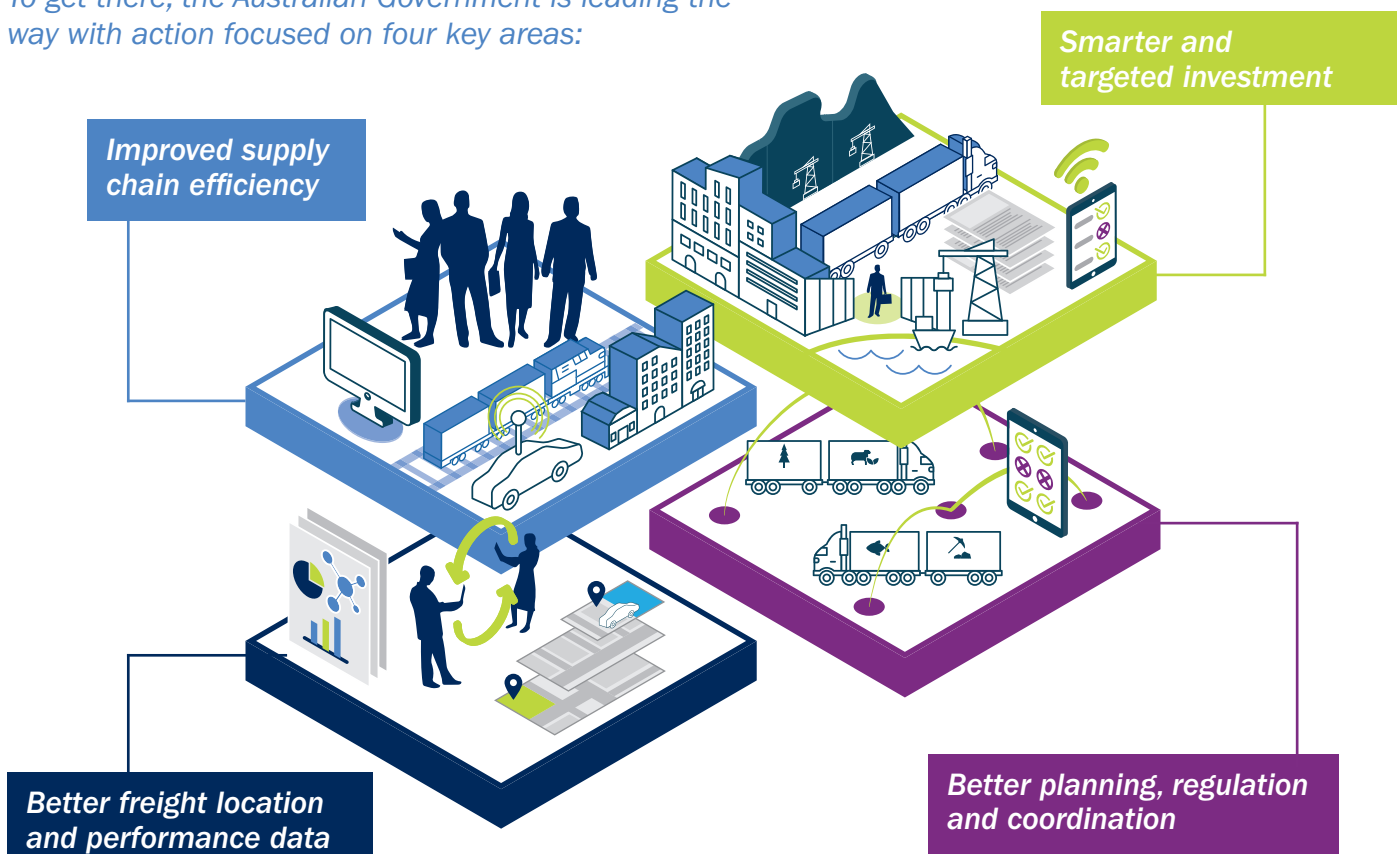 To get there, the Australian Government is leading the
way with action focused on four key areas:
Smarter and
targeted investment
Improved supply
chain efficiency
Better freight location
and performance data
Better planning, regulation
and coordination